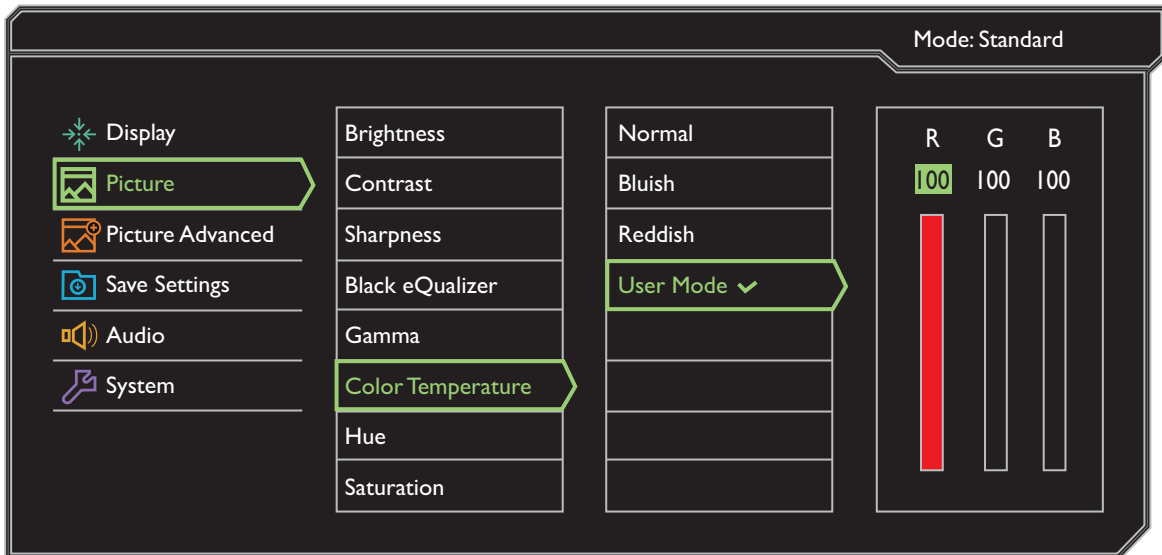 Mode: Standard
Display
Picture
Picture Advanced
Save Settings
Audio
System
Brightness
Contrast
Sharpness
Black eQualizer
Gamma
Color Temperature
Hue
Saturation
Normal
Bluish
Reddish
User Mode
R G B
100 100 100